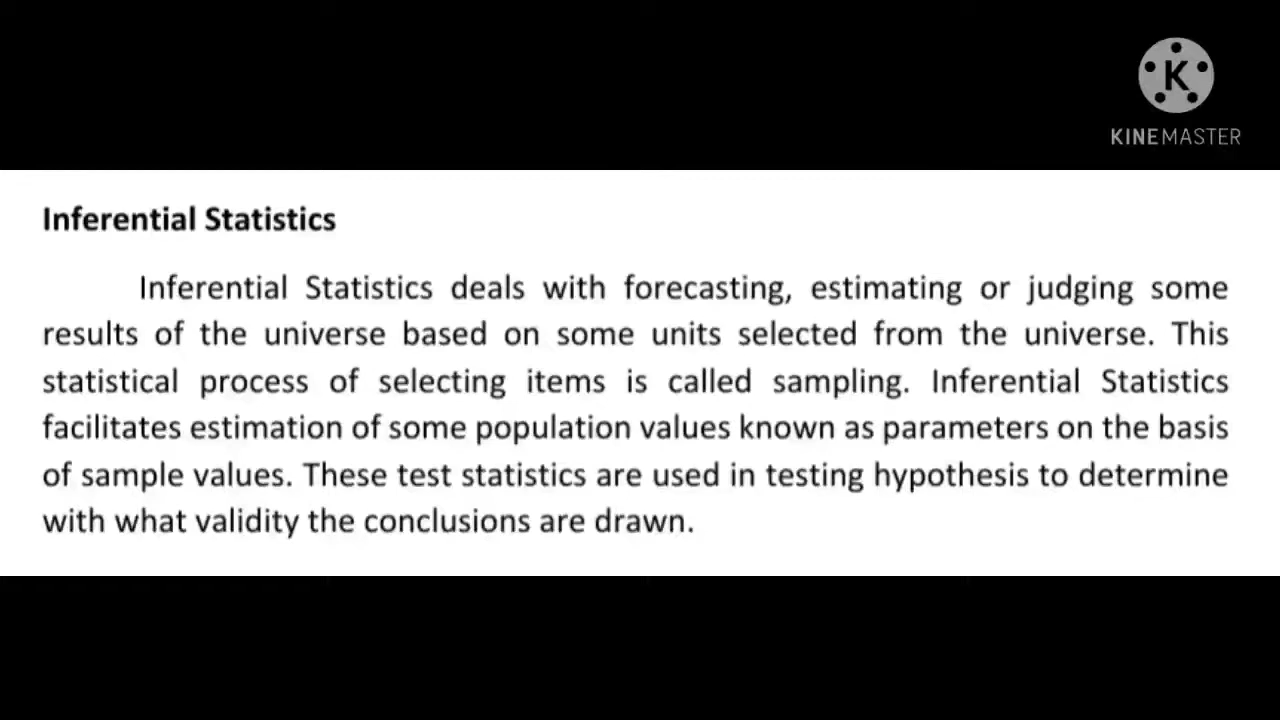 K
KINEMASTER
Inferential Statistics
Inferential Statistics deals with forecasting, estimating or judging some
results of the universe based on some units selected from the universe. This
statistical process of selecting items is called sampling. Inferential Statistics
facilitates estimation of some population values known as parameters on the basis
of sample values. These test statistics are used in testing hypothesis to determine
with what validity the conclusions are drawn.